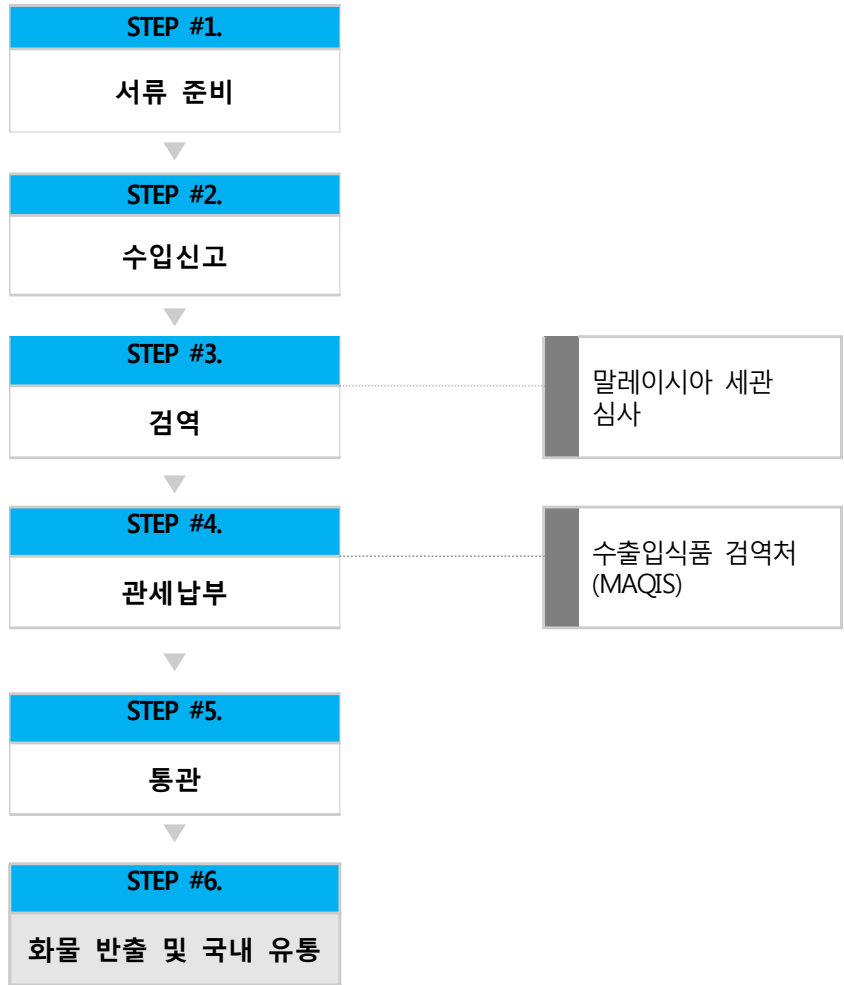 STEP #1.
서류 준비
STEP #2.
수입신고
STEP #3.
검역
말레이시아 세관
심사
STEP #4.
관세납부
수출입식품 검역처
(MAQIS)
STEP #5.
통관
STEP #6.
화물 반출 및 국내 유통